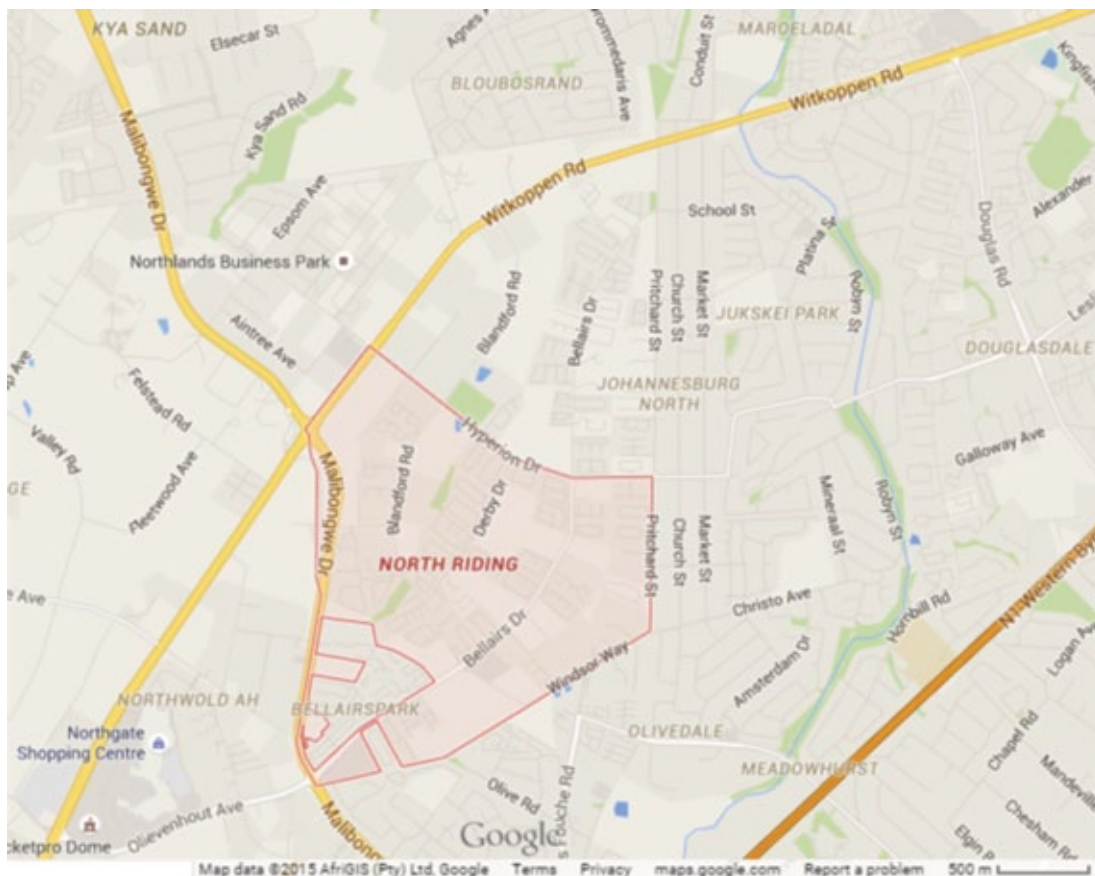 KYA SAND
Elsecar St
Agnes
Conduit St
MAROELADAL
BLOUBOSRAND
Witkoppen Rd
Kya Sand Rd
Malibongwe Dr
Epsom Ave
Witkoppen Rd
School St
Platina St
Douglas Rd
Alexander
Northlands Business Park
Blandford Rd
Bellairs Dr
Pritchard St
Church St
Market St
Robyn St
JUKSKEI PARK
Aintree Ave
DOUGLASDALE
Felstead Rd
JOHANNESBURG
NORTH
Valley Rd
Hyperion Dr
Galloway Ave
Fleetwood Ave
Malibongwe Dr
Blandford Rd
Derby Dr
Mineraal St
Robyn St
Pritchard St
Church St
Market St
NORTH RIDING
Christo Ave
Hornbill Rd
N1 Western By
Bellairs Dr
Windsor Way
Amsterdam Dr
Logan
NORTHWOLD AH
BELLAIRSPARK
OLIVEDALE
Northgate
Shopping Centre
MEADOWHURST
Chapel Rd
Mandeville
Olive Rd
s Fouche Rd
Chesham Rd
Olievenhout Ave
Malibongwe
Google
Elgin
cketpro Dome
Map data ©2015 AfriGIS (Pty) Ltd, Google Terms Privacy maps.google.com Report a problem 500 m